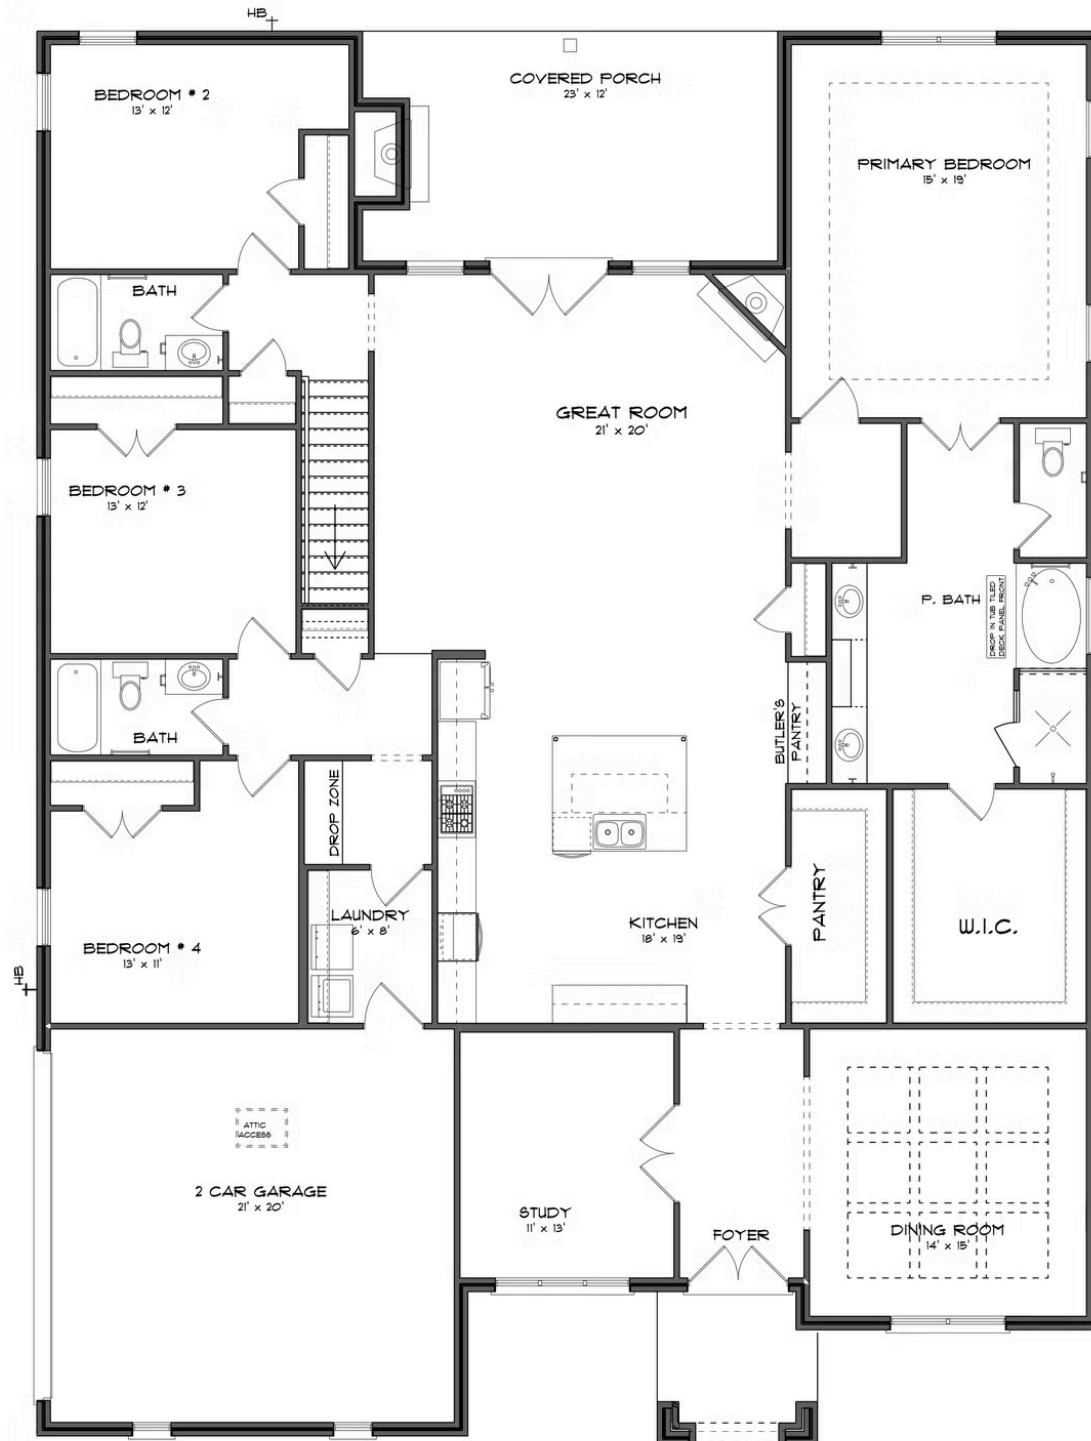 HB
BEDROOM # 2
13' x 12'
COVERED PORCH
23' x 12'
PRIMARY BEDROOM
15' x 19'
BATH
GREAT ROOM
21' x 20'
BEDROOM # 3
13' x 12'
P. BATH
DROP IN TUB TILED
DECK, PANEL FRONT
BUTLER'S
PANTRY
BATH
DROP ZONE
LAUNDRY
6' x 8'
KITCHEN
18' x 19'
PANTRY
W.I.C.
BEDROOM # 4
13' x 11'
HB
ATTIC
ACCESS
2 CAR GARAGE
21' x 20'
STUDY
11' x 13'
FOYER
DINING ROOM
14' x 15'